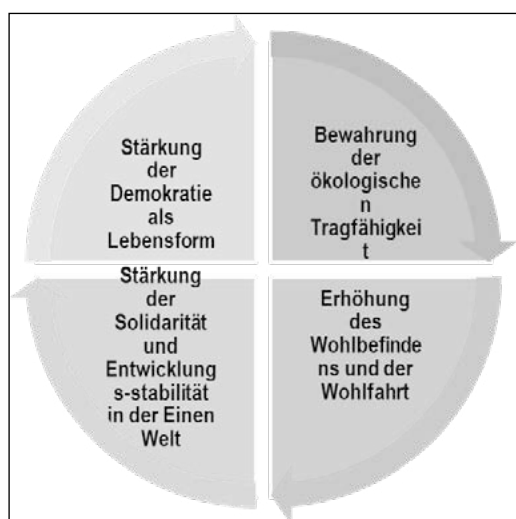 Stärkung
der
Demokratie
als
Lebensform
Bewahrung
der
ökologische
n
Tragfähigkei
t
Stärkung
der
Solidarität
und
Entwicklung
s-stabilität
in der Einen
Welt
Erhöhung
des
Wohlbefinde
ns und der
Wohlfahrt